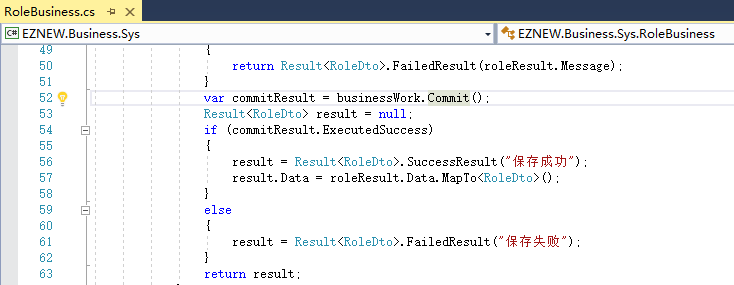 RoleBusiness.cs
C# EZNEW.Business.Sys EZNEW.Business.Sys.RoleBusiness
49 {
50 return Result<RoleDto>.FailedResult(roleResult.Message);
51 }
52 var commitResult = businessWork.Commit();
53 Result<RoleDto> result = null;
54 if (commitResult.ExecutedSuccess)
55 {
56 result = Result<RoleDto>.SuccessResult("保存成功");
57 result.Data = roleResult.Data.MapTo<RoleDto>();
58 }
59 else
60 {
61 result = Result<RoleDto>.FailedResult("保存失败");
62 }
63 return result;